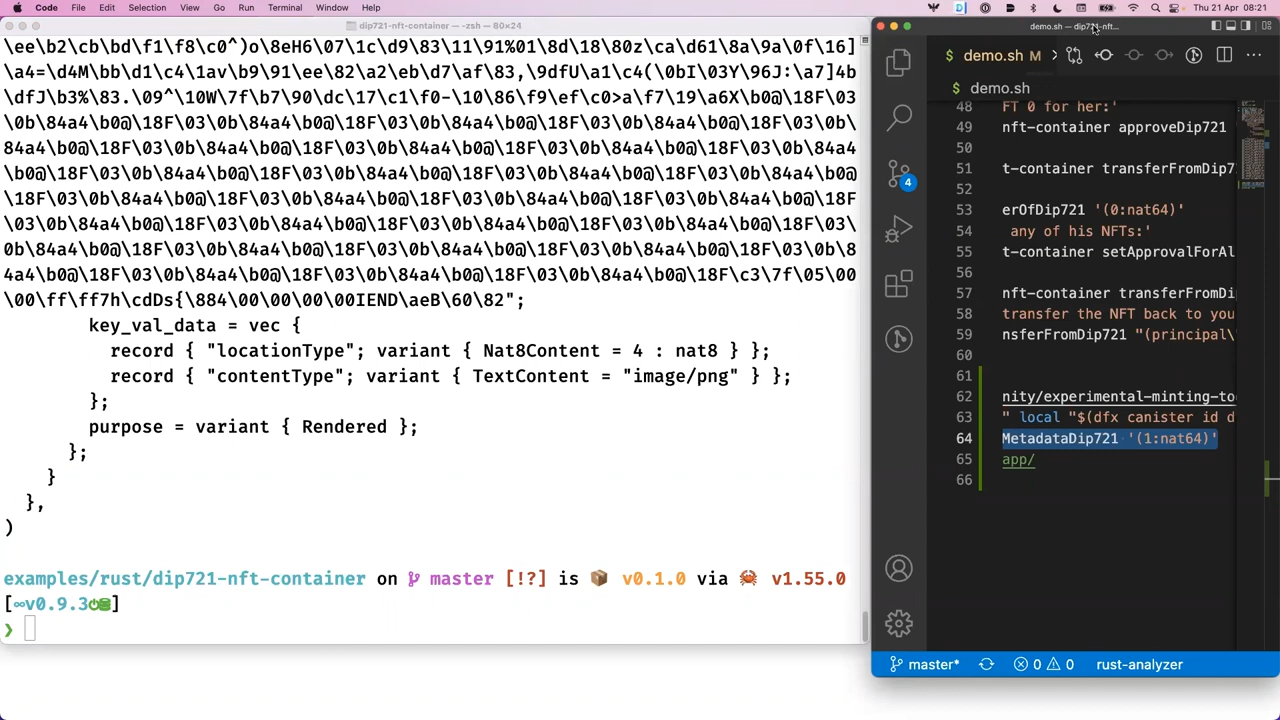 Code File Edit Selection View Go Run Terminal Window Help
Thu 21 Apr 08:21
dip721-nft-container — -zsh — 80×24
\ee\b2\cb\bd\f1\f8\c0^)o\8eH6\07\1c\d9\83\11\91%01\8d\18\80z\ca\d61\8a\9a\0f\16]
\a4=\d4M\bb\d1\c4\1av\b9\91\ee\82\a2\eb\d7\af\83,\9dfU\a1\c4(\0bI\03Y\96J:\a7]4b
\dfJ\b3%\83.\09^\10W\7f\b7\90\dc\17\c1\f0-\10\86\f9\ef\c0>a\f7\19\a6X\b0@\18F\03
\0b\84a4\b0@\18F\03\0b\84a4\b0@\18F\03\0b\84a4\b0@\18F\03\0b\84a4\b0@\18F\03\0b\
84a4\b0@\18F\03\0b\84a4\b0@\18F\03\0b\84a4\b0@\18F\03\0b\84a4\b0@\18F\03\0b\84a4
\b0@\18F\03\0b\84a4\b0@\18F\03\0b\84a4\b0@\18F\03\0b\84a4\b0@\18F\03\0b\84a4\b0@
\18F\03\0b\84a4\b0@\18F\03\0b\84a4\b0@\18F\03\0b\84a4\b0@\18F\03\0b\84a4\b0@\18F
\03\0b\84a4\b0@\18F\03\0b\84a4\b0@\18F\03\0b\84a4\b0@\18F\03\0b\84a4\b0@\18F\03\
0b\84a4\b0@\18F\03\0b\84a4\b0@\18F\03\0b\84a4\b0@\18F\03\0b\84a4\b0@\18F\03\0b\8
4a4\b0@\18F\03\0b\84a4\b0@\18F\03\0b\84a4\b0@\18F\03\0b\84a4\b0@\18F\c3\7f\05\00
\00\ff\ff7h\cdDs{\884\00\00\00\00IEND\aeB\60\82";
key_val_data = vec {
record { "locationType"; variant { Nat8Content = 4 : nat8 } };
record { "contentType"; variant { TextContent = "image/png" } };
};
purpose = variant { Rendered };
};
}
},
)
examples/rust/dip721-nft-container on master [!?] is 📦 v0.1.0 via 🦀 v1.55.0
[∞v0.9.3]
❯
demo.sh — dip721-nft...
$ demo.sh M
$ demo.sh
48 FT 0 for her:'
49 nft-container approveDip721
50
51 t-container transferFromDip7
52
53 erOfDip721 '(0:nat64)'
54 any of his NFTs:'
55 t-container setApprovalForAl
56
57 nft-container transferFromDi
58 transfer the NFT back to you
59 nsferFromDip721 "(principal\
60
61
62 nity/experimental-minting-to
63 " local "$(dfx canister id d
64 MetadataDip721 '(1:nat64)'
65 app/
66
4
master* 0 0 rust-analyzer